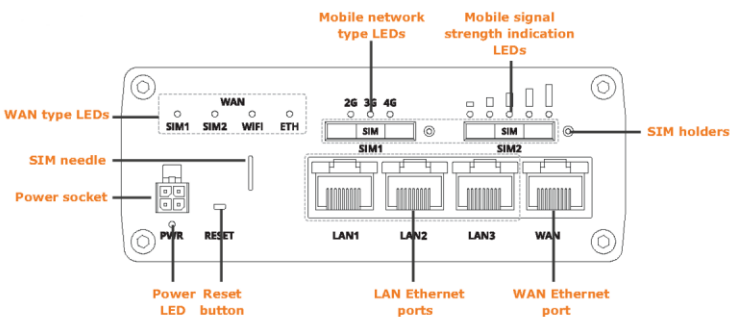 Mobile network
type LEDs
Mobile signal
strength indication
LEDs
WAN
2G 3G 4G
WAN type LEDs
SIM1 SIM2 WIFI ETH
SIM
SIM
SIM holders
SIM1
SIM2
SIM needle
Power socket
PWR
RESET
LAN1
LAN2
LAN3
WAN
Power
LED
Reset
button
LAN Ethernet
ports
WAN Ethernet
port